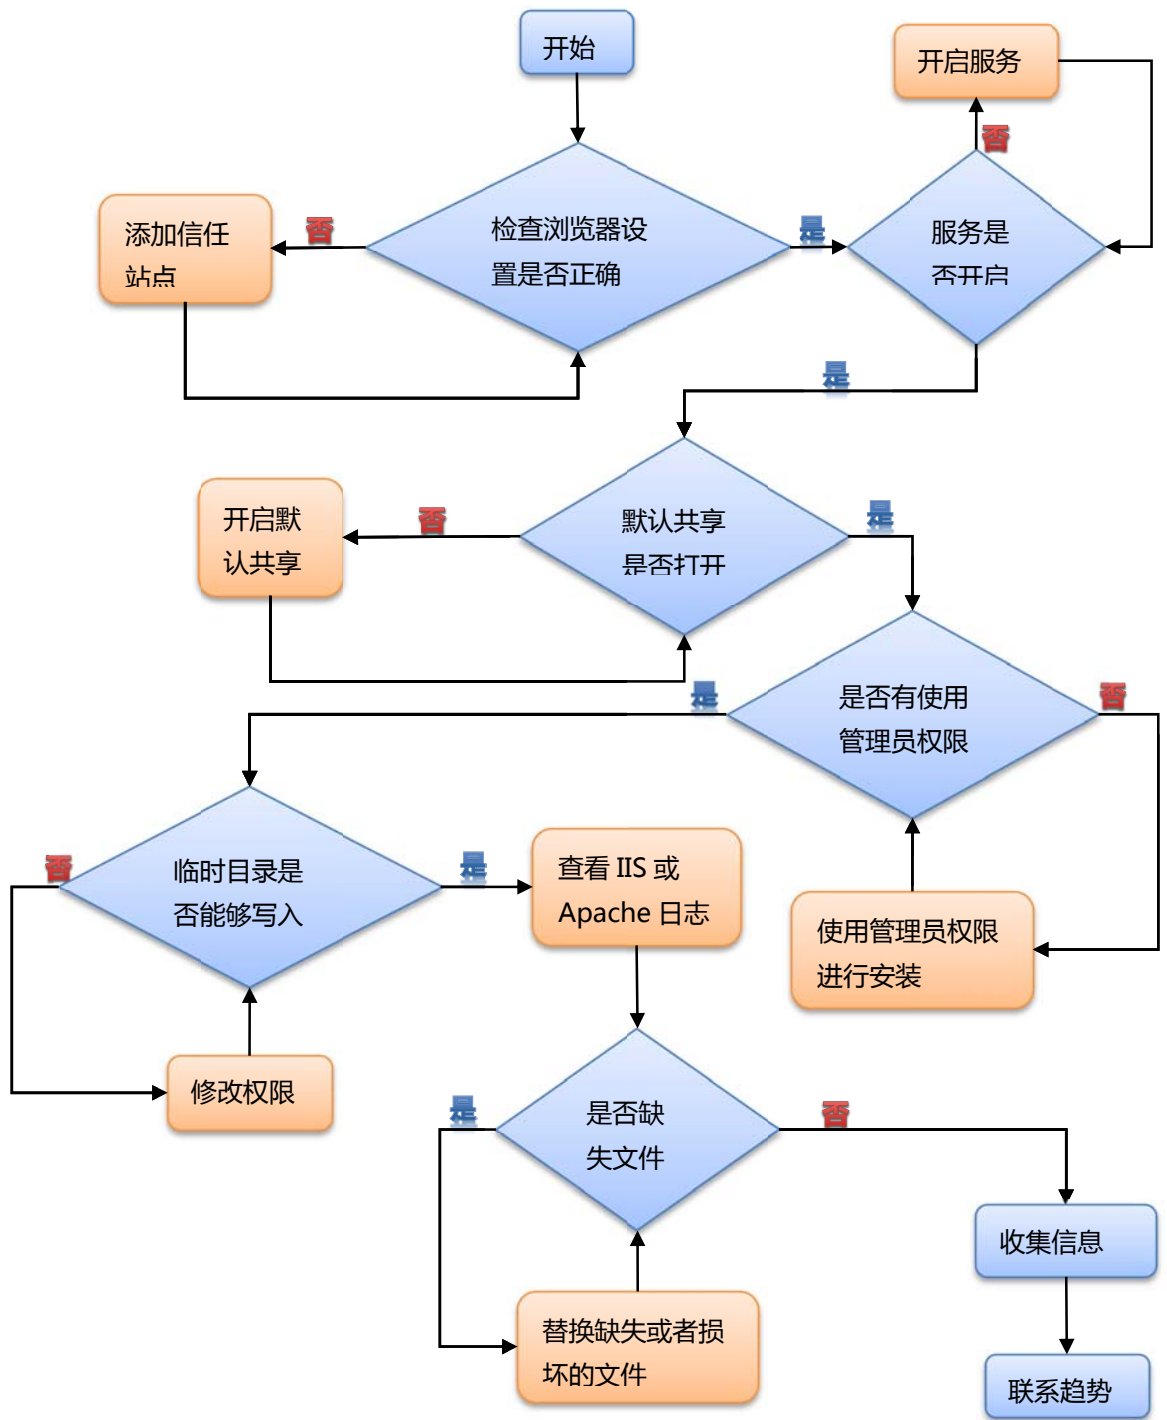 开始
开启服务
否
添加信任
站点
否
检查浏览器设
置是否正确
是
服务是
否开启
是
开启默
认共享
否
默认共享
是否打开
是
是
是否有使用
管理员权限
否
否
临时目录是
否能够写入
是
查看 IIS 或
Apache 日志
使用管理员权限
进行安装
修改权限
是
是否缺
失文件
否
收集信息
替换缺失或者损
坏的文件
联系趋势